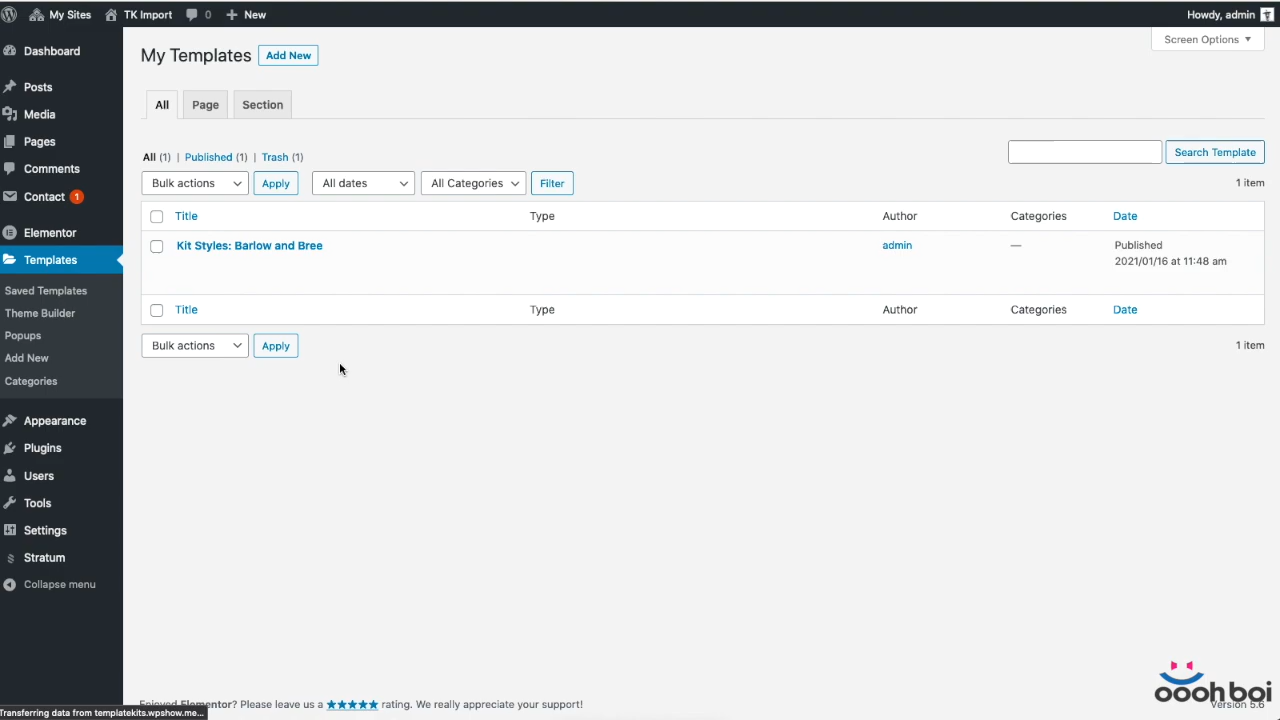 My Sites TK Import 0 New Howdy, admin
Screen Options
Dashboard
Posts
Media
Pages
Comments
Contact 1
Elementor
Templates
Saved Templates
Theme Builder
Popups
Add New
Categories
Appearance
Plugins
Users
Tools
Settings
Stratum
Collapse menu
My Templates Add New
All Page Section
All (1) | Published (1) | Trash (1)
Search Template
Bulk actions Apply All dates All Categories Filter 1 item
Title Type Author Categories Date
Kit Styles: Barlow and Bree admin — Published
2021/01/16 at 11:48 am
Title Type Author Categories Date
Bulk actions Apply 1 item
Enjoyed Elementor? Please leave us a ★★★★★ rating. We really appreciate your support!
Version 5.6
oooh boi
Transferring data from templatekits.wpshow.me...